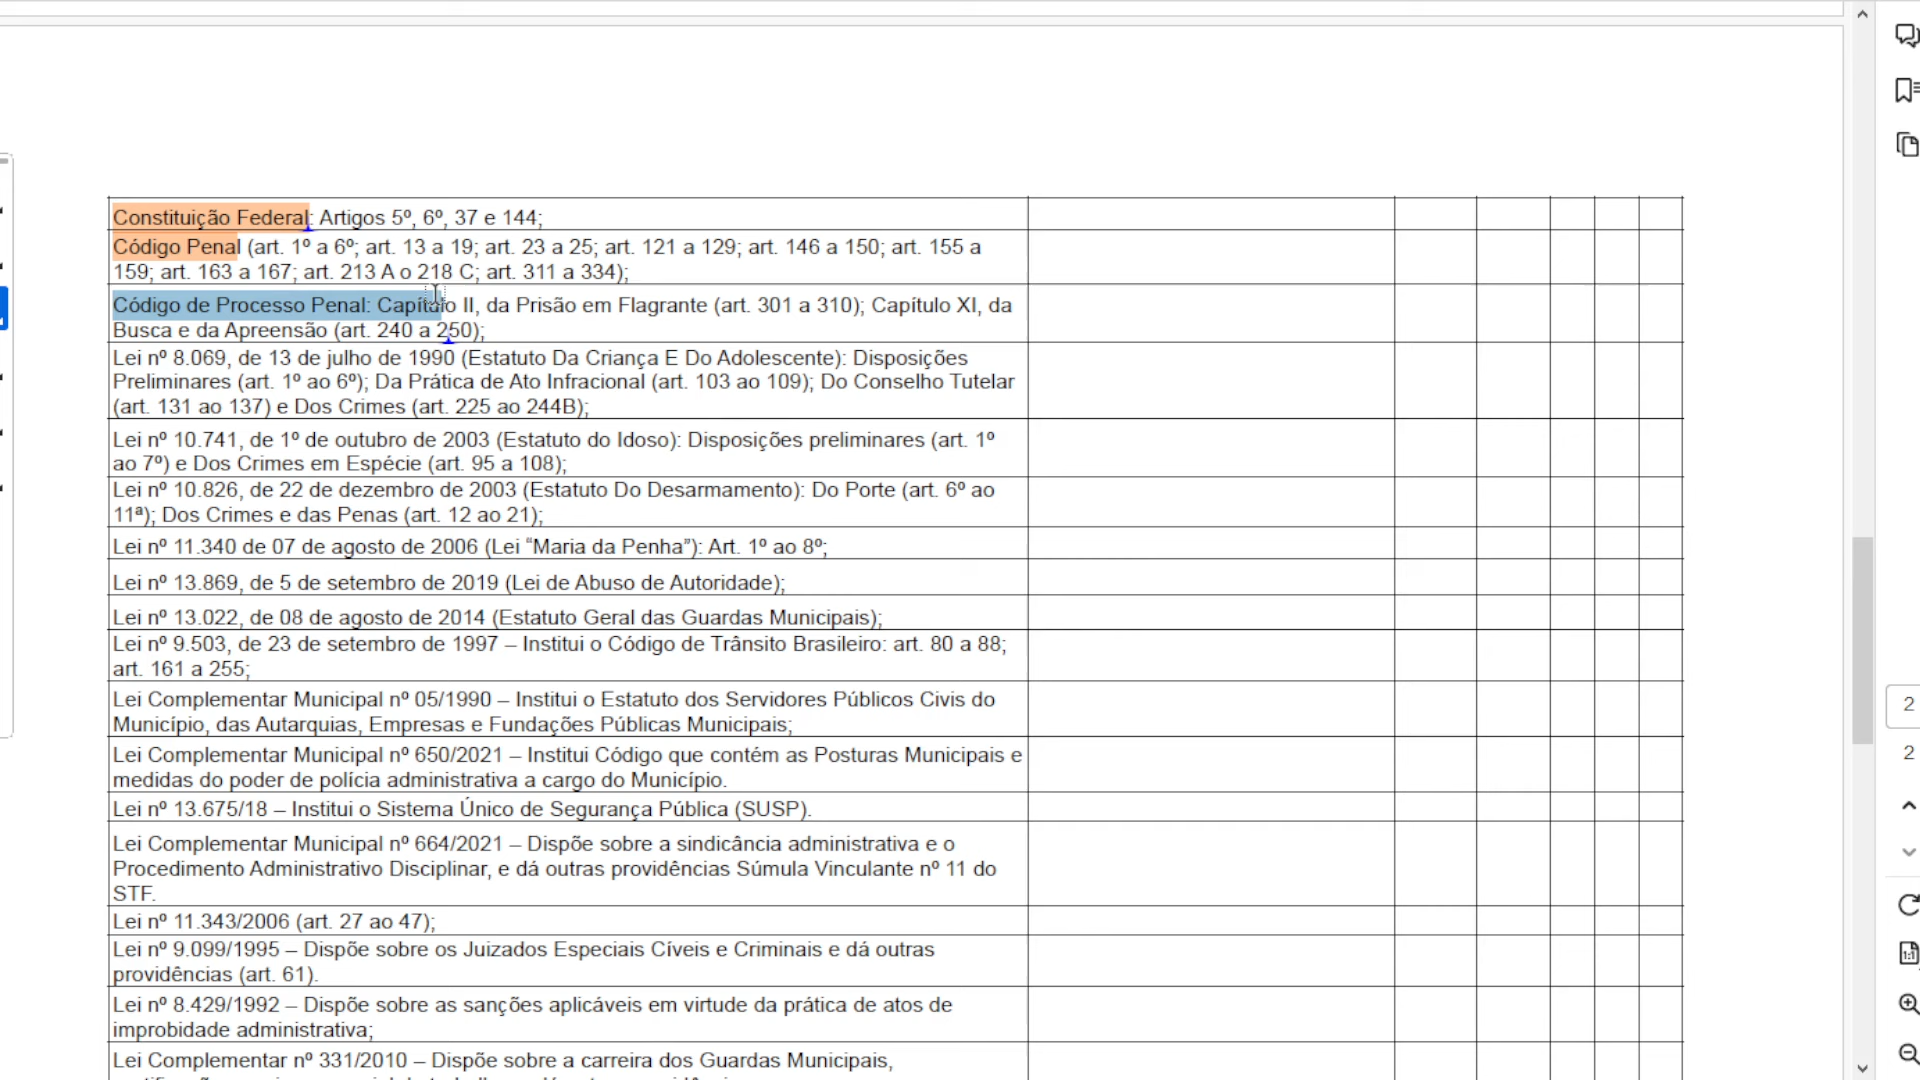 Constituição Federal: Artigos 5º, 6º, 37 e 144;
Código Penal (art. 1º a 6º; art. 13 a 19; art. 23 a 25; art. 121 a 129; art. 146 a 150; art. 155 a
159; art. 163 a 167; art. 213 A o 218 C; art. 311 a 334);
Código de Processo Penal: Capítulo II, da Prisão em Flagrante (art. 301 a 310); Capítulo XI, da
Busca e da Apreensão (art. 240 a 250);
Lei nº 8.069, de 13 de julho de 1990 (Estatuto Da Criança E Do Adolescente): Disposições
Preliminares (art. 1º ao 6º); Da Prática de Ato Infracional (art. 103 ao 109); Do Conselho Tutelar
(art. 131 ao 137) e Dos Crimes (art. 225 ao 244B);
Lei nº 10.741, de 1º de outubro de 2003 (Estatuto do Idoso): Disposições preliminares (art. 1º
ao 7º) e Dos Crimes em Espécie (art. 95 a 108);
Lei nº 10.826, de 22 de dezembro de 2003 (Estatuto Do Desarmamento): Do Porte (art. 6º ao
11ª); Dos Crimes e das Penas (art. 12 ao 21);
Lei nº 11.340 de 07 de agosto de 2006 (Lei “Maria da Penha”): Art. 1º ao 8º;
Lei nº 13.869, de 5 de setembro de 2019 (Lei de Abuso de Autoridade);
Lei nº 13.022, de 08 de agosto de 2014 (Estatuto Geral das Guardas Municipais);
Lei nº 9.503, de 23 de setembro de 1997 – Institui o Código de Trânsito Brasileiro: art. 80 a 88;
art. 161 a 255;
Lei Complementar Municipal nº 05/1990 – Institui o Estatuto dos Servidores Públicos Civis do
Município, das Autarquias, Empresas e Fundações Públicas Municipais;
Lei Complementar Municipal nº 650/2021 – Institui Código que contém as Posturas Municipais e
medidas do poder de polícia administrativa a cargo do Município.
Lei nº 13.675/18 – Institui o Sistema Único de Segurança Pública (SUSP).
Lei Complementar Municipal nº 664/2021 – Dispõe sobre a sindicância administrativa e o
Procedimento Administrativo Disciplinar, e dá outras providências Súmula Vinculante nº 11 do
STF.
Lei nº 11.343/2006 (art. 27 ao 47);
Lei nº 9.099/1995 – Dispõe sobre os Juizados Especiais Cíveis e Criminais e dá outras
providências (art. 61).
Lei nº 8.429/1992 – Dispõe sobre as sanções aplicáveis em virtude da prática de atos de
improbidade administrativa;
Lei Complementar nº 331/2010 – Dispõe sobre a carreira dos Guardas Municipais,
2
2